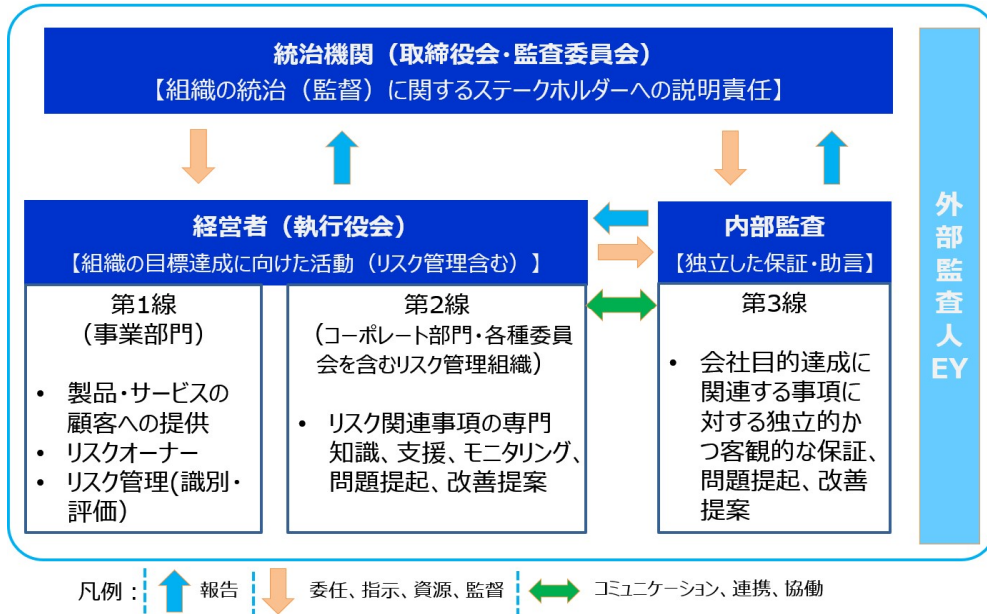 統治機関（取締役会・監査委員会）
【組織の統治（監督）に関するステークホルダーへの説明責任】
経営者（執行役会）
【組織の目標達成に向けた活動（リスク管理含む）】
内部監査
【独立した保証・助言】
第1線
（事業部門）
• 製品・サービスの
顧客への提供
• リスクオーナー
• リスク管理(識別・
評価)
第2線
（コーポレート部門・各種委員
会を含むリスク管理組織）
• リスク関連事項の専門
知識、支援、モニタリング、
問題提起、改善提案
第3線
• 会社目的達成に
関連する事項に
対する独立的か
つ客観的な保証、
問題提起、改善
提案
外部監査人EY
凡例：
報告
委任、指示、資源、監督
コミュニケーション、連携、協働